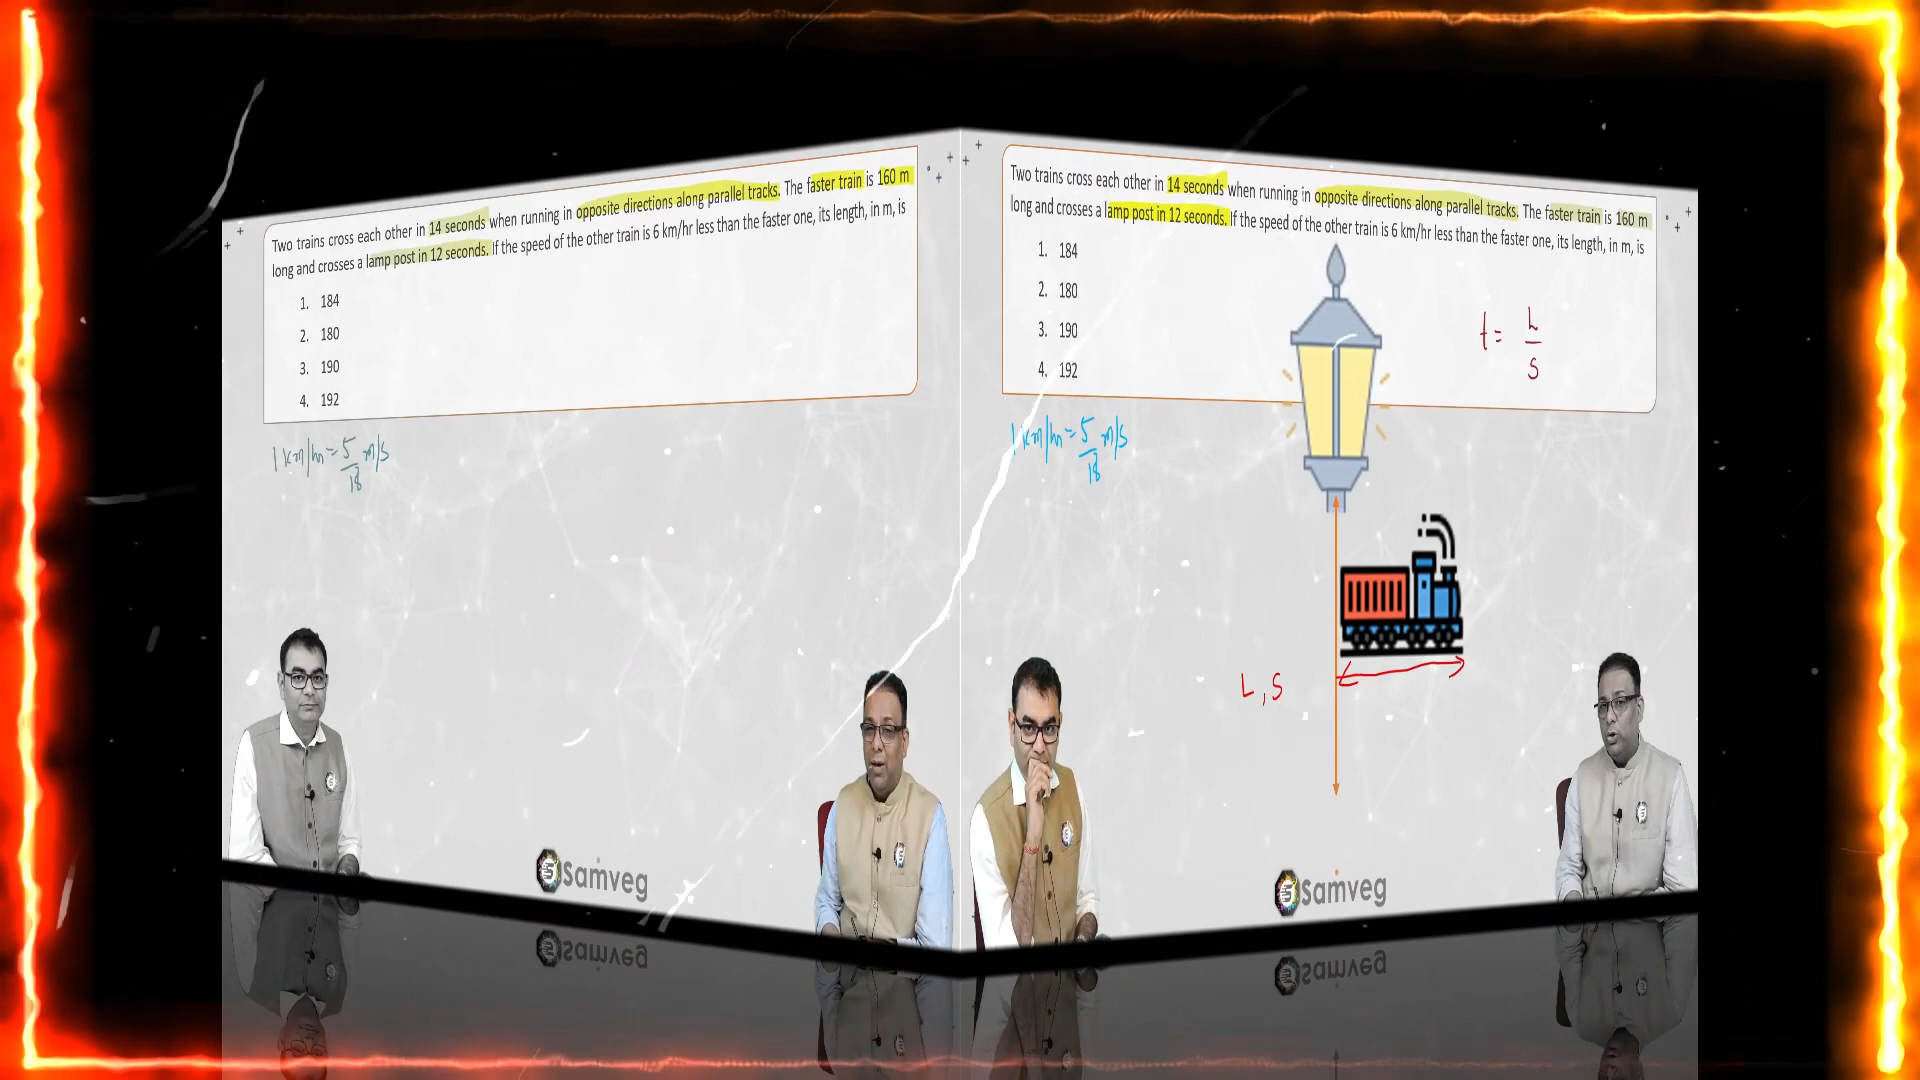 Two trains cross each other in 14 seconds when running in opposite directions along parallel tracks. The faster train is 160 m
long and crosses a lamp post in 12 seconds. If the speed of the other train is 6 km/hr less than the faster one, its length, in m, is
1. 184
2. 180
3. 190
4. 192
1 km/hr = 5/18 m/s
samveg
Two trains cross each other in 14 seconds when running in opposite directions along parallel tracks. The faster train is 160 m
long and crosses a lamp post in 12 seconds. If the speed of the other train is 6 km/hr less than the faster one, its length, in m, is
1. 184
2. 180
3. 190
4. 192
t = L/S
1 km/hr = 5/18 m/s
L, S
samveg